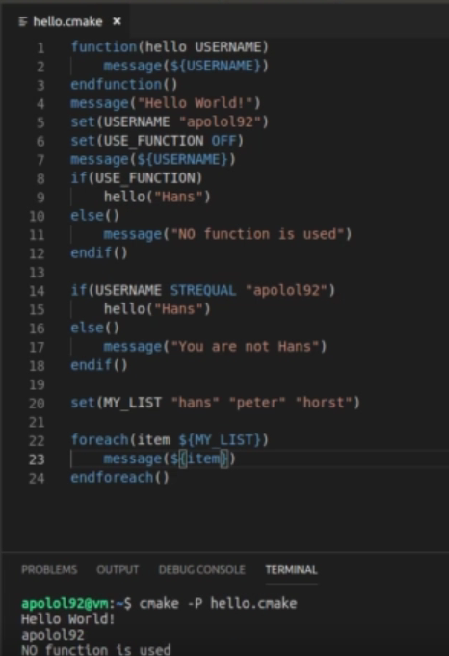 hello.cmake x
1 function(hello USERNAME)
2 message(${USERNAME})
3 endfunction()
4 message("Hello World!")
5 set(USERNAME "apolol92")
6 set(USE_FUNCTION OFF)
7 message(${USERNAME})
8 if(USE_FUNCTION)
9 hello("Hans")
10 else()
11 message("NO function is used")
12 endif()
13
14 if(USERNAME STREQUAL "apolol92")
15 hello("Hans")
16 else()
17 message("You are not Hans")
18 endif()
19
20 set(MY_LIST "hans" "peter" "horst")
21
22 foreach(item ${MY_LIST})
23 message(${item})
24 endforeach()
PROBLEMS OUTPUT DEBUG CONSOLE TERMINAL
apolol92@vm:~$ cmake -P hello.cmake
Hello World!
apolol92
NO function is used